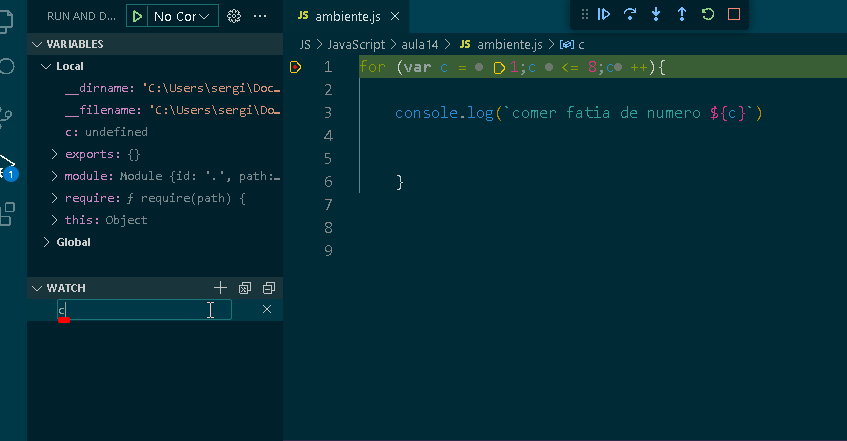 RUN AND D... No Cor ...
JS ambiente.js
VARIABLES
JS > JavaScript > aula14 > JS ambiente.js > c
Local
__dirname: 'C:\Users\sergi\Doc...
__filename: 'C:\Users\sergi\Do...
c: undefined
exports: {}
module: Module {id: '.', path:...
require: ƒ require(path) {
this: Object
Global
WATCH
c
1
1 for (var c = 1;c <= 8;c ++){
2
3 console.log(`comer fatia de numero ${c}`)
4
5
6 }
7
8
9